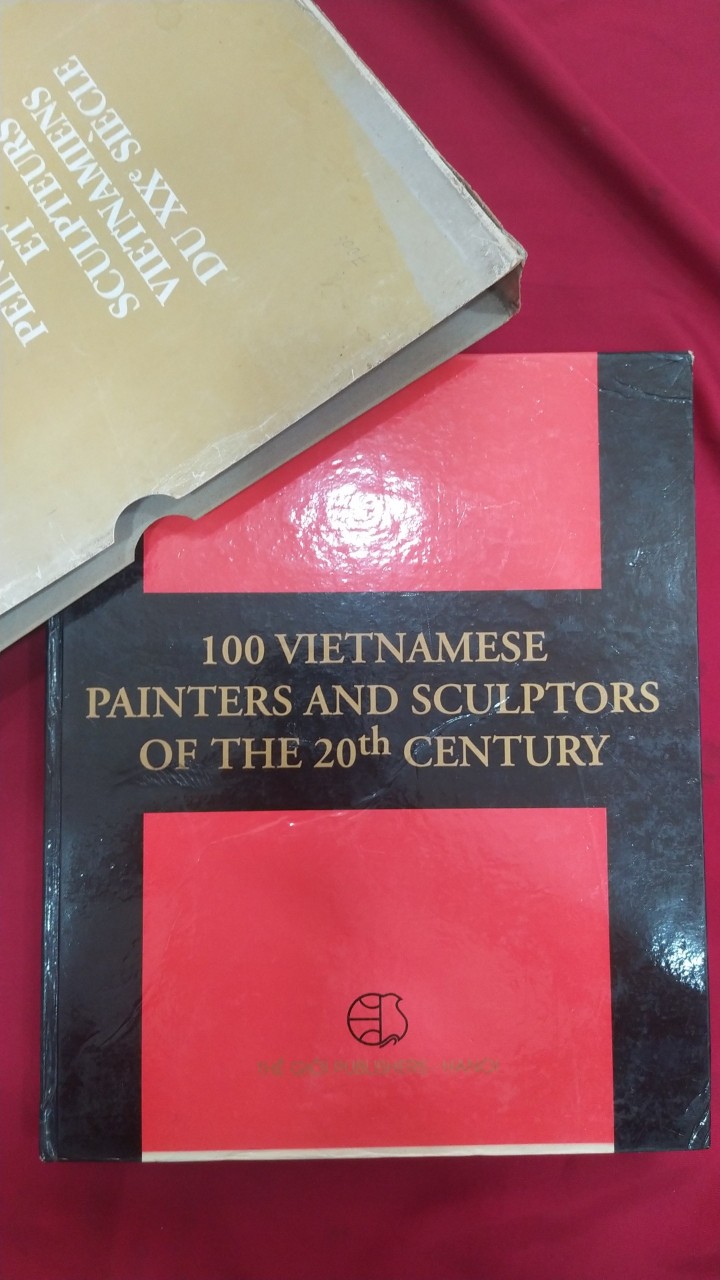 PEIN
SCULPTEURS
ET
VIETNAMIENS
DU XXe SIÈCLE
100 VIETNAMESE
PAINTERS AND SCULPTORS
OF THE 20th CENTURY
THẾ GIỚI PUBLISHERS - HANOI